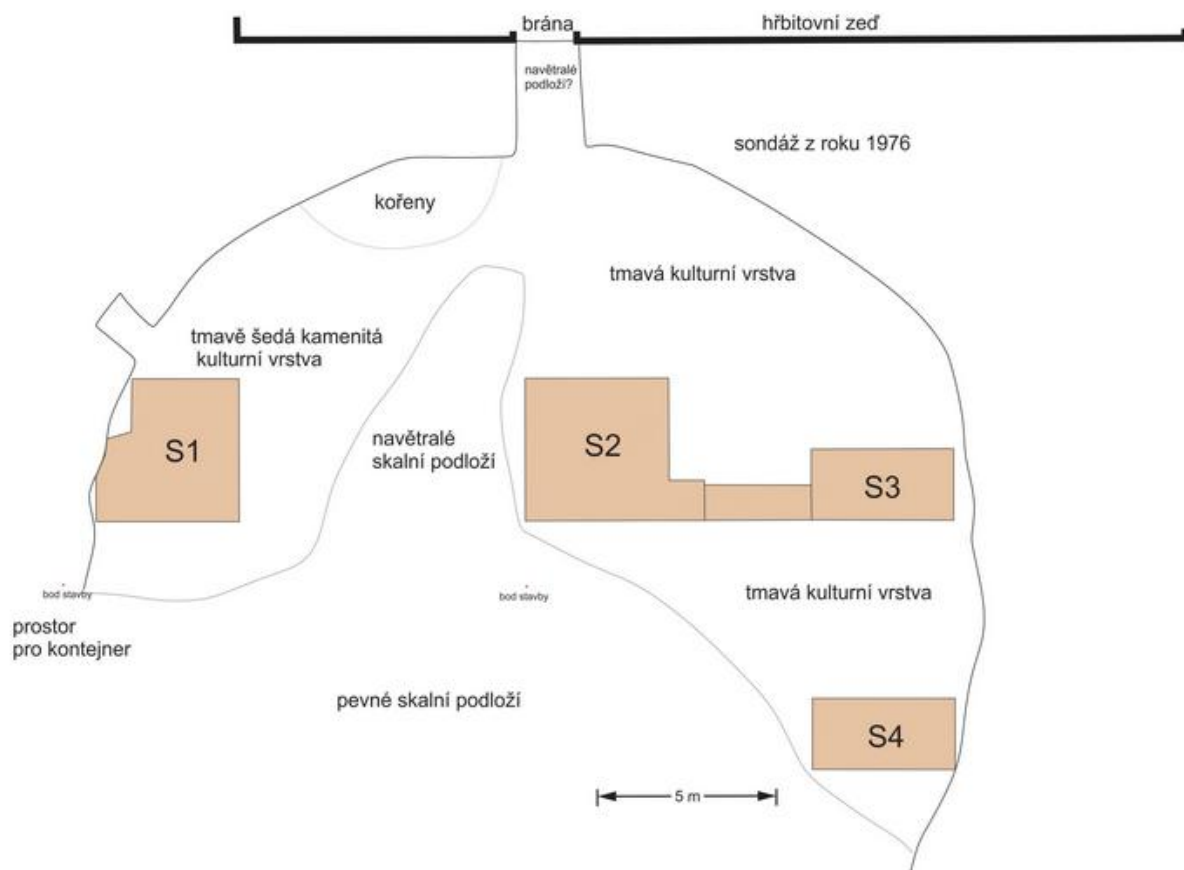 brána
hřbitovní zeď
navětralé
podloží?
sondáž z roku 1976
kořeny
tmavá kulturní vrstva
tmavě šedá kamenitá
kulturní vrstva
navětralé
skalní podloží
S1
S2
S3
bod stavby
bod stavby
tmavá kulturní vrstva
prostor
pro kontejner
pevné skalní podloží
S4
5 m